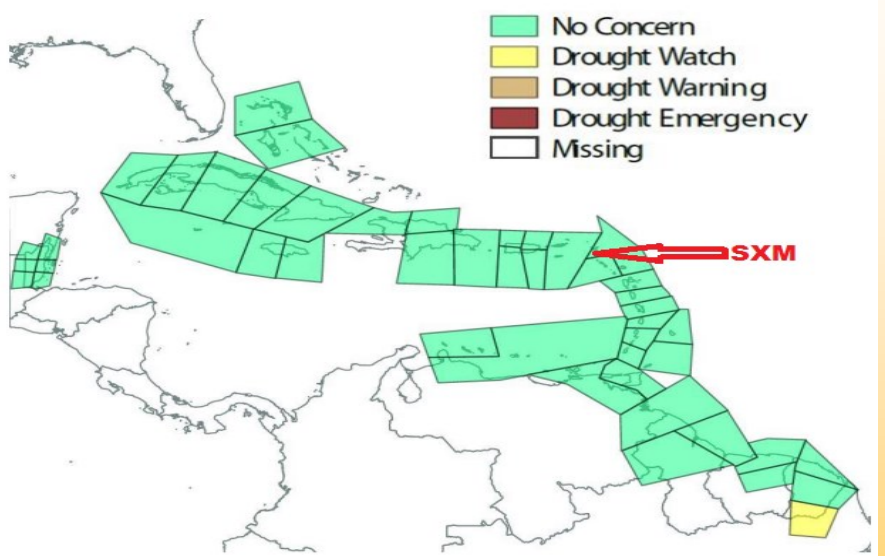 No Concern
Drought Watch
Drought Warning
Drought Emergency
Missing
SXM